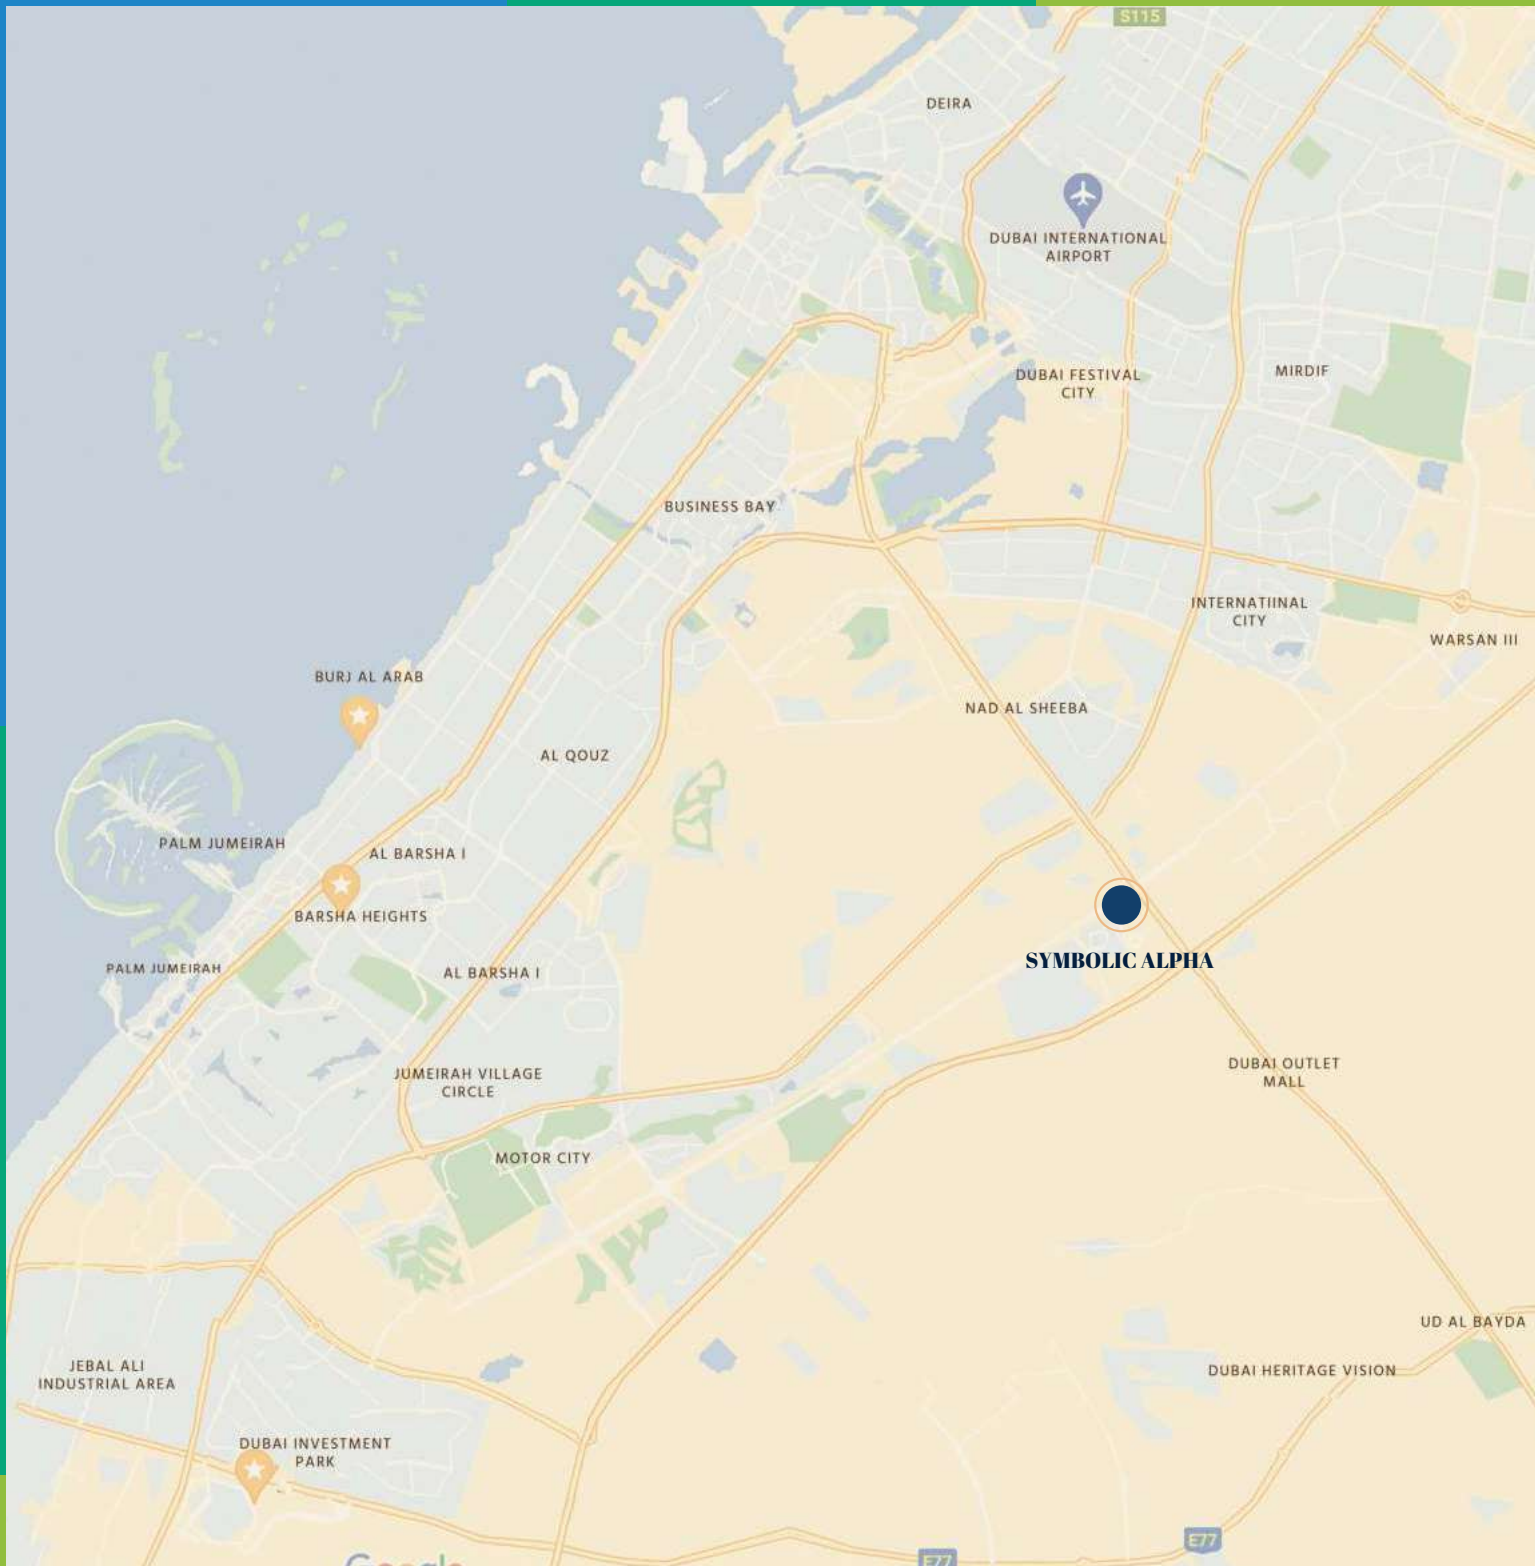 S115
DEIRA
DUBAI INTERNATIONAL
AIRPORT
DUBAI FESTIVAL
CITY
MIRDIF
BUSINESS BAY
INTERNATIINAL
CITY
WARSAN III
BURJ AL ARAB
NAD AL SHEEBA
AL QOUZ
PALM JUMEIRAH
AL BARSHA I
BARSHA HEIGHTS
SYMBOLIC ALPHA
PALM JUMEIRAH
AL BARSHA I
DUBAI OUTLET
MALL
JUMEIRAH VILLAGE
CIRCLE
MOTOR CITY
UD AL BAYDA
JEBAL ALI
INDUSTRIAL AREA
DUBAI HERITAGE VISION
DUBAI INVESTMENT
PARK
E77
E77
Google